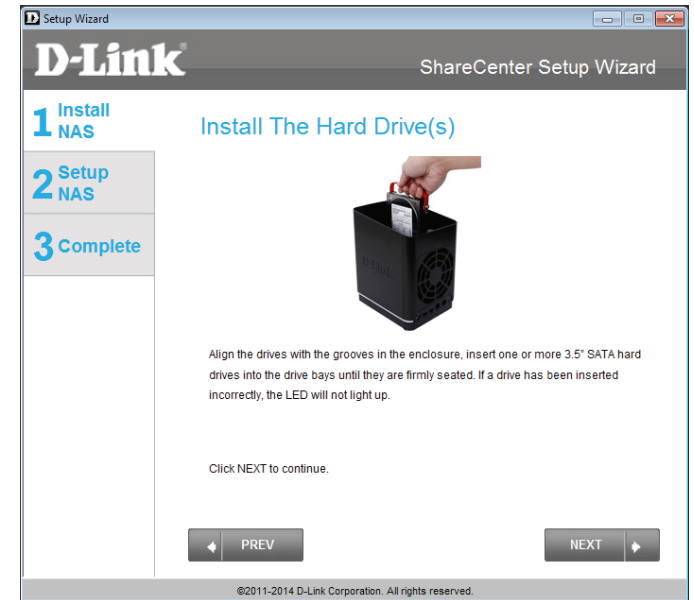 Setup Wizard
D-Link
ShareCenter Setup Wizard
1 Install
NAS
2 Setup
NAS
3 Complete
Install The Hard Drive(s)
D-Link
Align the drives with the grooves in the enclosure, insert one or more 3.5" SATA hard
drives into the drive bays until they are firmly seated. If a drive has been inserted
incorrectly, the LED will not light up.
Click NEXT to continue.
PREV
NEXT
©2011-2014 D-Link Corporation. All rights reserved.